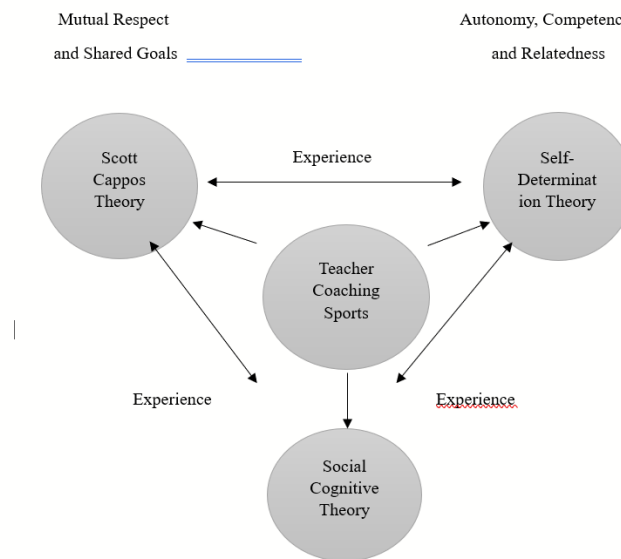 Mutual Respect
and Shared Goals
Autonomy, Competenc
and Relatedness
Scott
Cappos
Theory
Experience
Self-
Determinat
ion Theory
Teacher
Coaching
Sports
Experience
Experience
Social
Cognitive
Theory